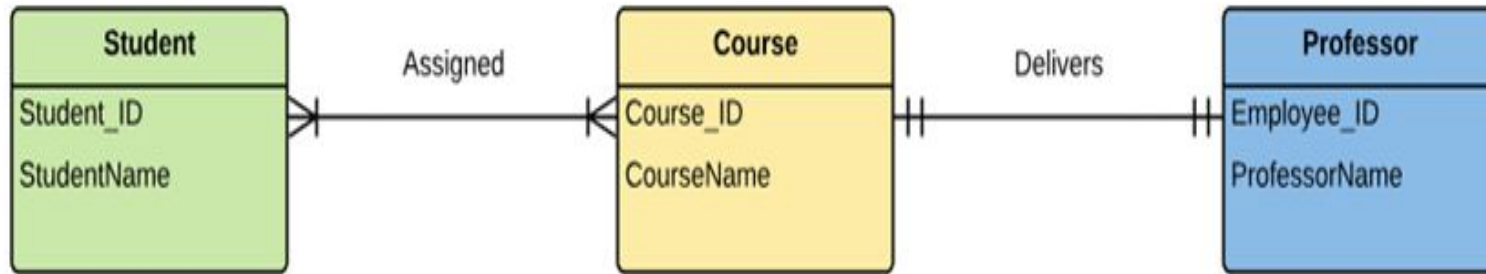 Student
Student_ID
StudentName
Assigned
Course
Course_ID
CourseName
Delivers
Professor
Employee_ID
ProfessorName